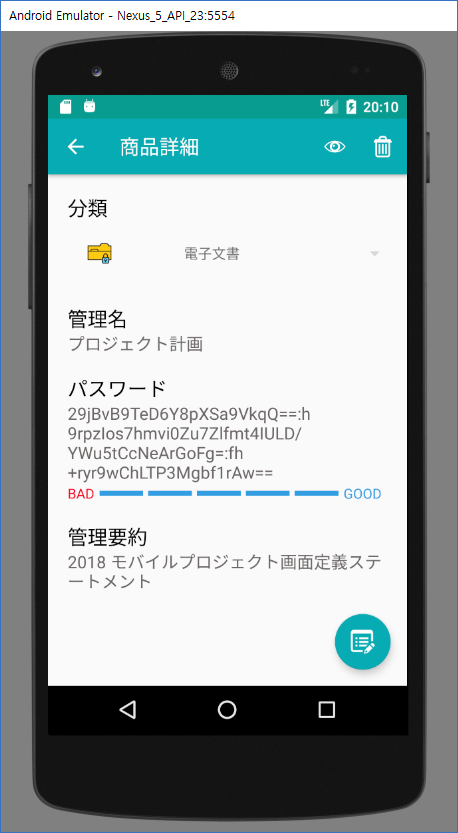 Android Emulator - Nexus_5_API_23:5554
LTE 20:10
商品詳細
分類
電子文書
管理名
プロジェクト計画
パスワード
29jBvB9TeD6Y8pXSa9VkqQ==:h
9rpzIos7hmvi0Zu7Zlfmt4IULD/
YWu5tCcNeArGoFg=:fh
+ryr9wChLTP3Mgbf1rAw==
BAD GOOD
管理要約
2018 モバイルプロジェクト画面定義ステ
ートメント